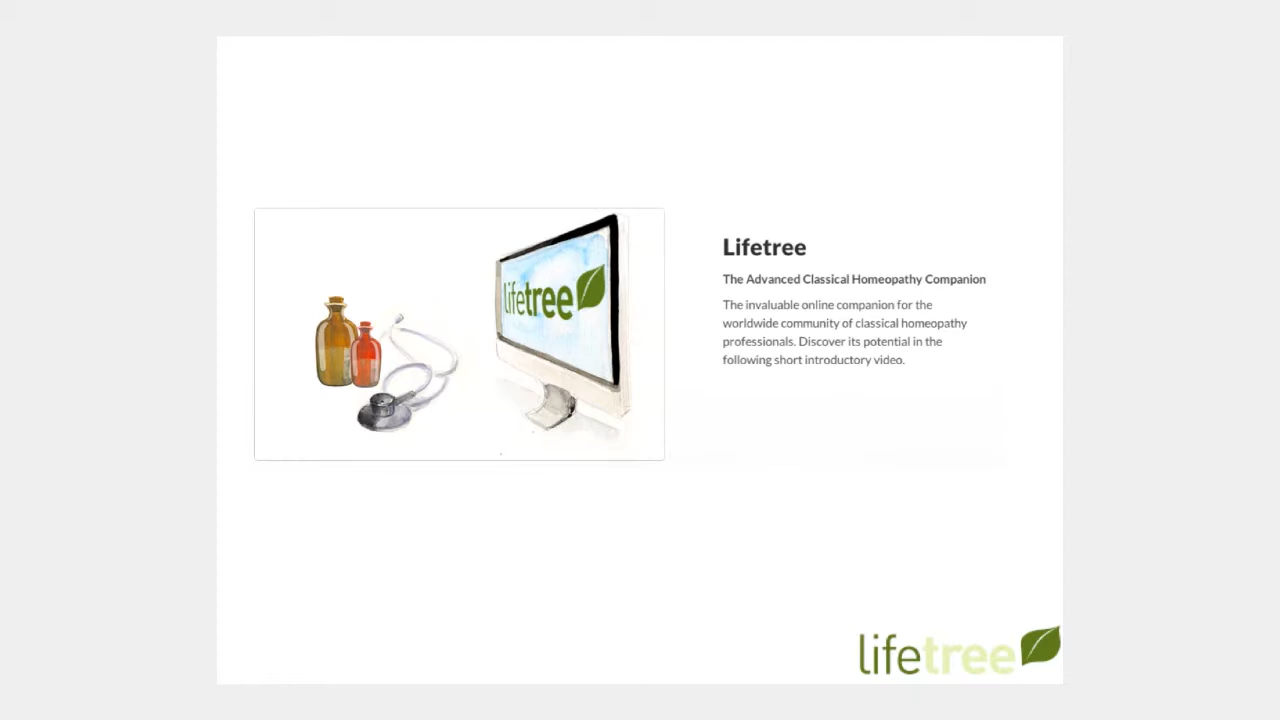 lifetree
Lifetree
The Advanced Classical Homeopathy Companion
The invaluable online companion for the
worldwide community of classical homeopathy
professionals. Discover its potential in the
following short introductory video.
lifetree